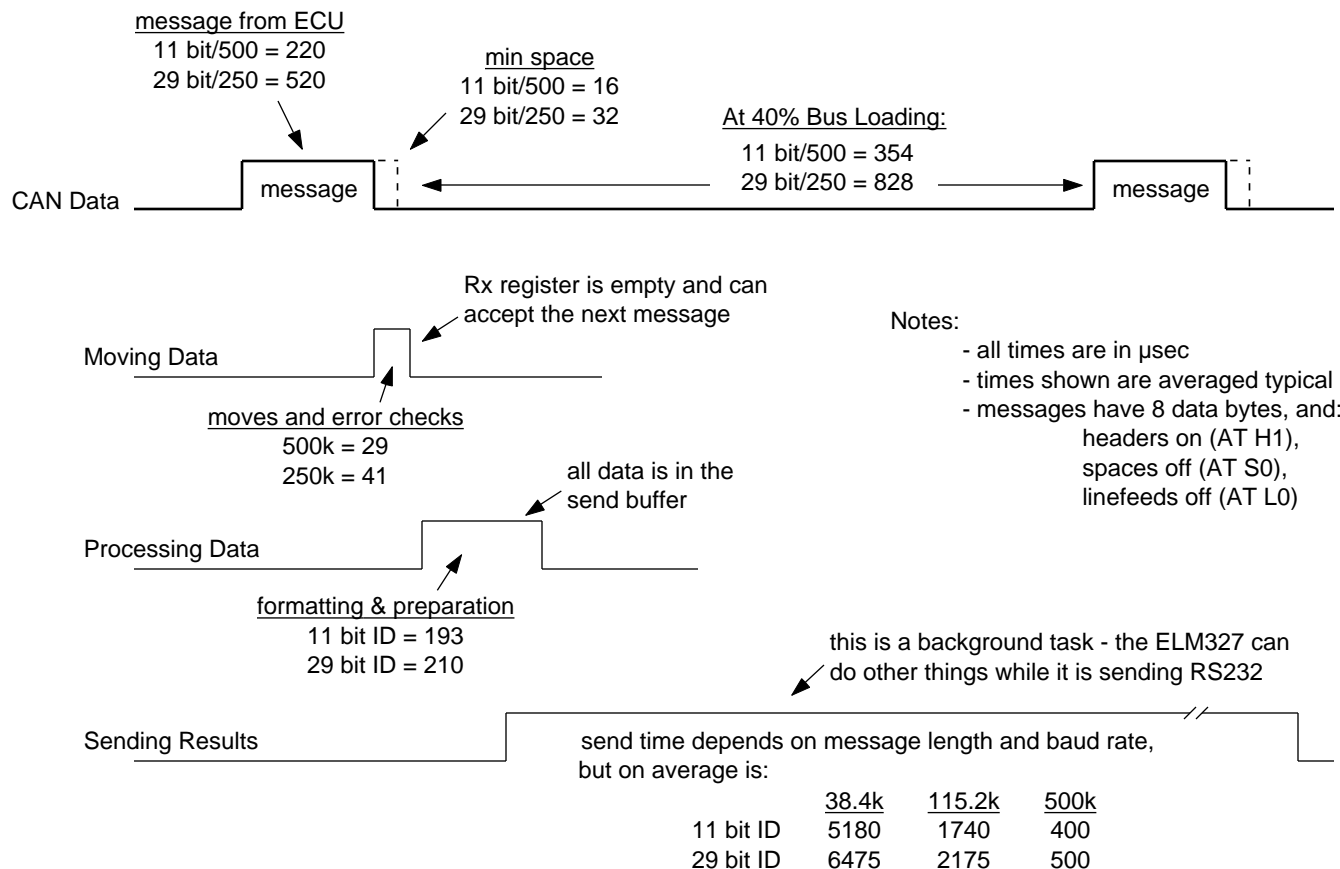 message from ECU
11 bit/500 = 220
29 bit/250 = 520
min space
11 bit/500 = 16
29 bit/250 = 32
At 40% Bus Loading:
11 bit/500 = 354
29 bit/250 = 828
CAN Data
message
message
Rx register is empty and can
accept the next message
Moving Data
moves and error checks
500k = 29
250k = 41
Notes:
- all times are in µsec
- times shown are averaged typical
- messages have 8 data bytes, and:
headers on (AT H1),
spaces off (AT S0),
linefeeds off (AT L0)
all data is in the
send buffer
Processing Data
formatting & preparation
11 bit ID = 193
29 bit ID = 210
this is a background task - the ELM327 can
do other things while it is sending RS232
Sending Results
send time depends on message length and baud rate,
but on average is:
38.4k 115.2k 500k
11 bit ID 5180 1740 400
29 bit ID 6475 2175 500